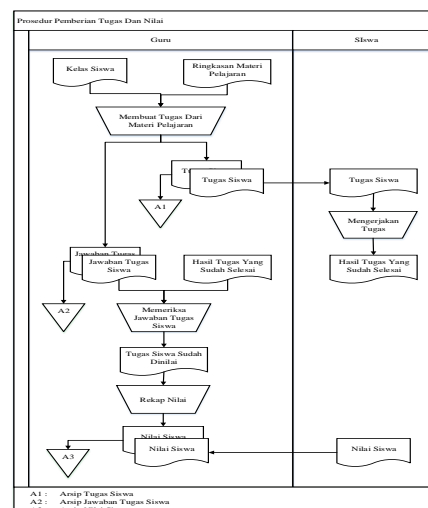 Prosedur Pemberian Tugas Dan Nilai
Guru
SIswa
Kelas Siswa
Ringkasan Materi
Pelajaran
Membuat Tugas Dari
Materi Pelajaran
Tugas Siswa
Tugas Siswa
A1
Mengerjakan
Tugas
Jawaban Tugas
Jawaban Tugas
Siswa
Hasil Tugas Yang
Sudah Selesai
Hasil Tugas Yang
Sudah Selesai
A2
Memeriksa
Jawaban Tugas
Siswa
Tugas Siswa Sudah
Dinilai
Rekap Nilai
Nilai Siswa
Nilai Siswa
Nilai Siswa
A3
A1 : Arsip Tugas Siswa
A2 : Arsip Jawaban Tugas Siswa